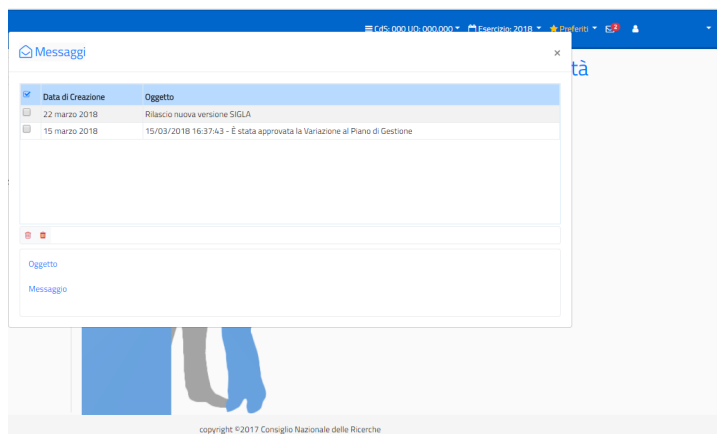 CdS: 000 UO: 000.000 Esercizio: 2018 Preferiti 2
Messaggi ×
tà
Data di Creazione Oggetto
22 marzo 2018 Rilascio nuova versione SIGLA
15 marzo 2018 15/03/2018 16:37:43 - È stata approvata la Variazione al Piano di Gestione
Oggetto
Messaggio
copyright ©2017 Consiglio Nazionale delle Ricerche